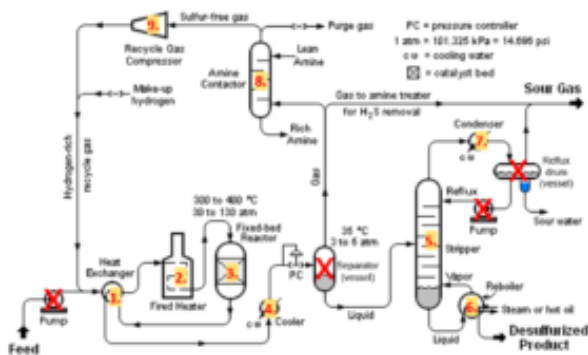 Sulfur-free gas
Purge gas
9.
Recycle Gas
Compressor
PC = pressure controller
1 atm = 101.325 kPa = 14.696 psi
c w = cooling water
= catalyst bed
Lean
Amine
Amine
Contactor
8.
Rich
Amine
Make-up
hydrogen
Hydrogen-rich
recycle gas
Gas to amine treater
for H₂S removal
Sour Gas
Condenser
7.
c w
Reflux
drum
(vessel)
Reflux
Pump
Sour water
Gas
300 to 400 °C
30 to 130 atm
Fixed-bed
Reactor
35 °C
3 to 5 atm
PC
Separator
(vessel)
5.
Stripper
Heat
Exchanger
1.
2.
3.
Fired Heater
4.
c w
Cooler
Vapor
Reboiler
6.
Steam or hot oil
Liquid
Liquid
Desulfurized
Product
Pump
Feed